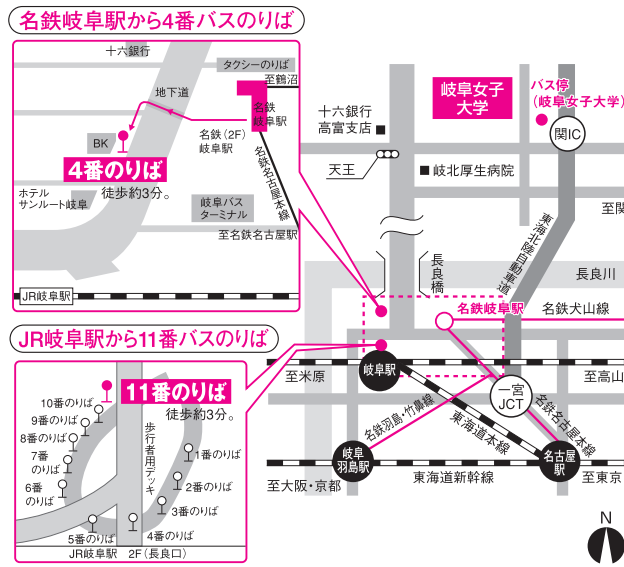 名鉄岐阜駅から4番バスのりば
十六銀行
タクシーのりば
至鶴沼
地下道
名鉄
岐阜駅
BK
名鉄(2F)
岐阜駅
4番のりば
徒歩約3分。
名鉄名古屋本線
ホテル
サンルート岐阜
岐阜バス
ターミナル
至名鉄名古屋駅
JR岐阜駅
JR岐阜駅から11番バスのりば
11番のりば
徒歩約3分。
10番のりば
9番のりば
8番のりば
7番
のりば
6番
のりば
5番のりば
歩行者用デッキ
1番のりば
2番のりば
3番のりば
4番のりば
JR岐阜駅 2F(長良口)
岐阜女子
大学
バス停
(岐阜女子大学)
関IC
十六銀行
高富支店
天王
岐北厚生病院
至関
東海北陸自動車道
長良橋
長良川
名鉄岐阜駅
名鉄犬山線
至米原
岐阜駅
至高山
一宮
JCT
名鉄羽島・竹鼻線
東海道本線
名鉄名古屋本線
岐阜
羽島駅
名古屋
駅
至大阪・京都
東海道新幹線
至東京
N